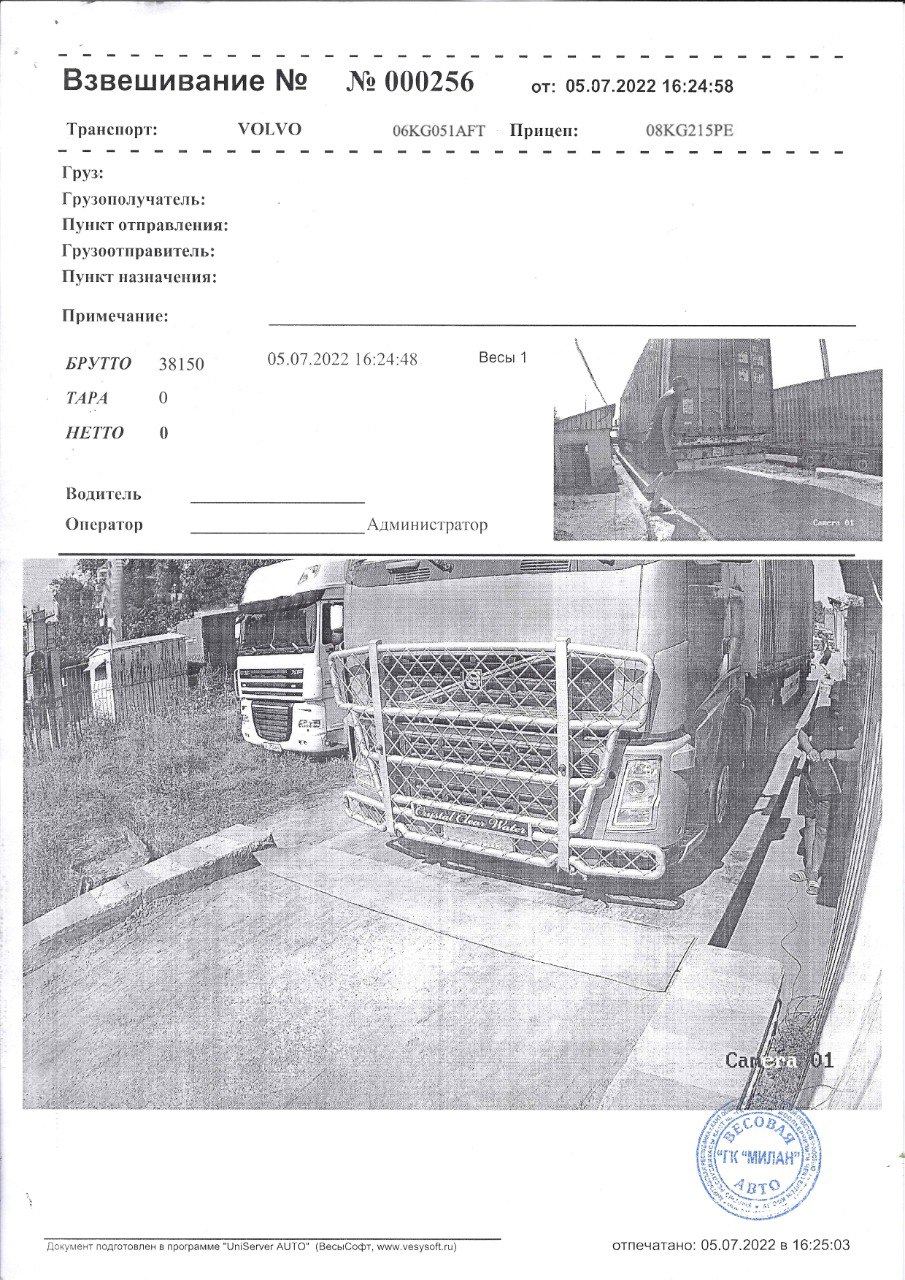 Взвешивание № № 000256 от: 05.07.2022 16:24:58
Транспорт: VOLVO 06KG051AFT Прицеп: 08KG215PE
Груз:
Грузополучатель:
Пункт отправления:
Грузоотправитель:
Пункт назначения:
Примечание:
БРУТТО 38150 05.07.2022 16:24:48 Весы 1
ТАРА 0
НЕТТО 0
Водитель
Оператор Администратор
Camera 01
Crystal Clear Water
Camera 01
ВЕСОВАЯ
"ГК "МИЛАН"
АВТО
Документ подготовлен в программе "UniServer AUTO" (ВесыСофт, www.vesysoft.ru)
отпечатано: 05.07.2022 в 16:25:03